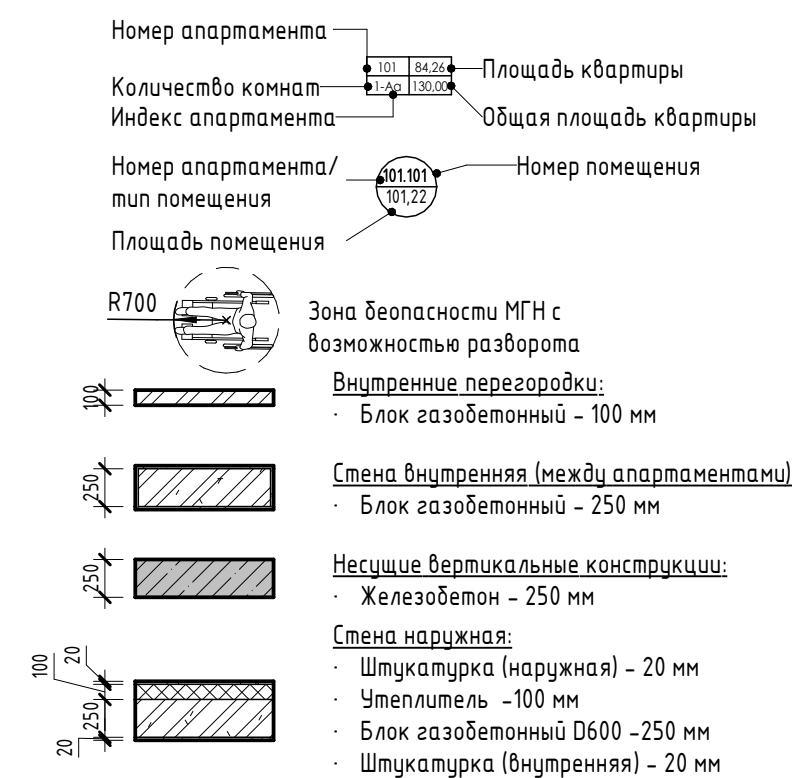 Номер апартамента
101 84,26
Площадь квартиры
Количество комнат
1-Аа 130,00
Индекс апартамента
Общая площадь квартиры
Номер апартамента/
тип помещения
101.101
101,22
Номер помещения
Площадь помещения
R700
Зона беопасности МГН с
возможностью разворота
100
Внутренние перегородки:
· Блок газобетонный - 100 мм
250
Стена внутренняя (между апартаментами)
· Блок газобетонный - 250 мм
250
Несущие вертикальные конструкции:
· Железобетон - 250 мм
Стена наружная:
100
20
250
20
· Штукатурка (наружная) - 20 мм
· Утеплитель -100 мм
· Блок газобетонный D600 -250 мм
· Штукатурка (внутренняя) - 20 мм